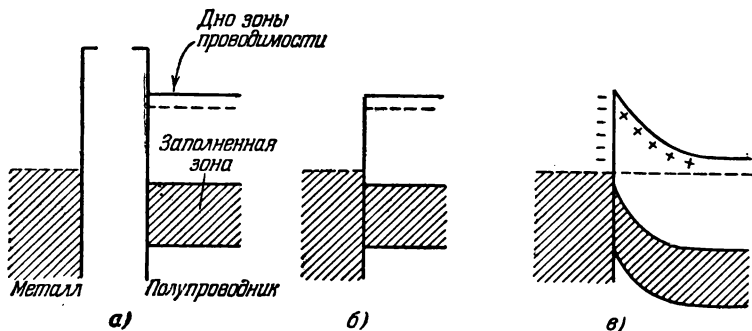 Дно зоны
проводимости
Заполненная
зона
Металл
Полупроводник
а)
б)
в)